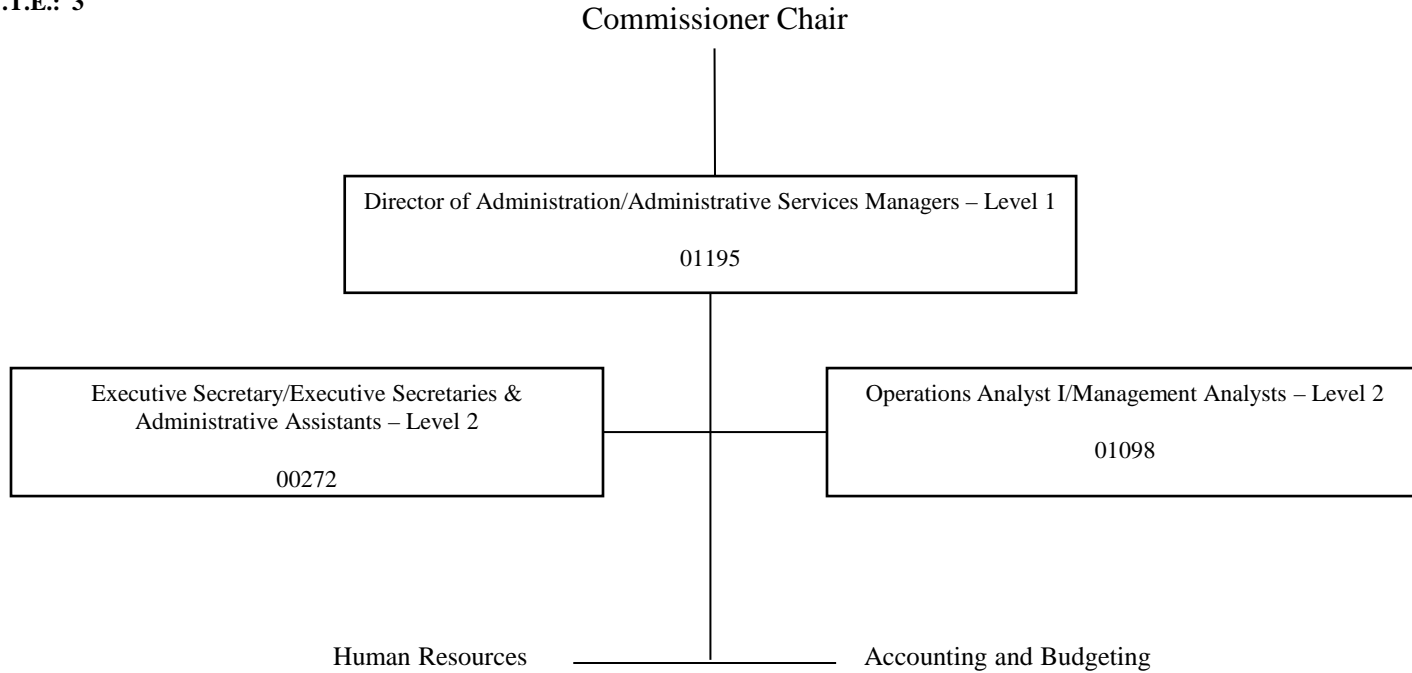 .T.E.: 3
Commissioner Chair
Director of Administration/Administrative Services Managers – Level 1
01195
Executive Secretary/Executive Secretaries &
Administrative Assistants – Level 2
00272
Operations Analyst I/Management Analysts – Level 2
01098
Human Resources
Accounting and Budgeting